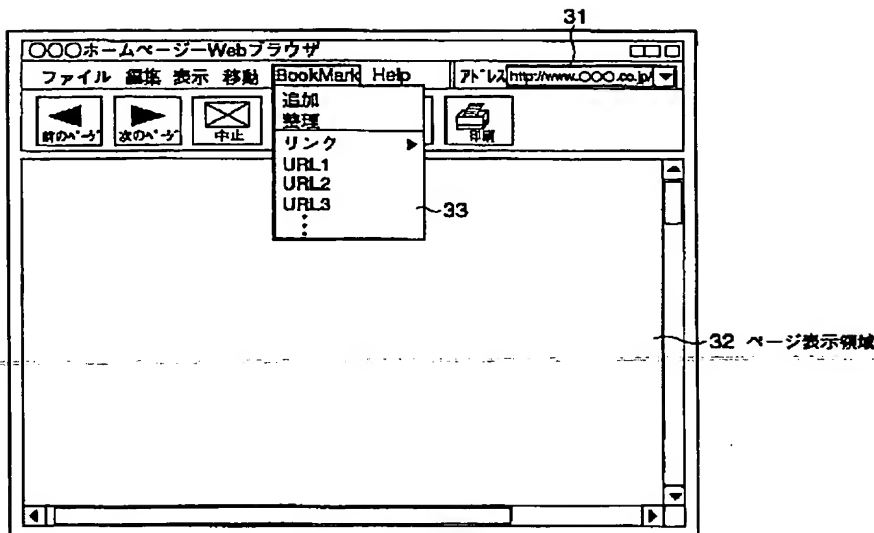 31
○○○ホームページーWebブラウザ
ファイル 編集 表示 移動 BookMark Help アドレス http://www.○○○.co.jp/
追加
整理
前のページ 次のページ 中止 印刷
リンク
URL1
URL2
URL3
33
32 ページ表示領域